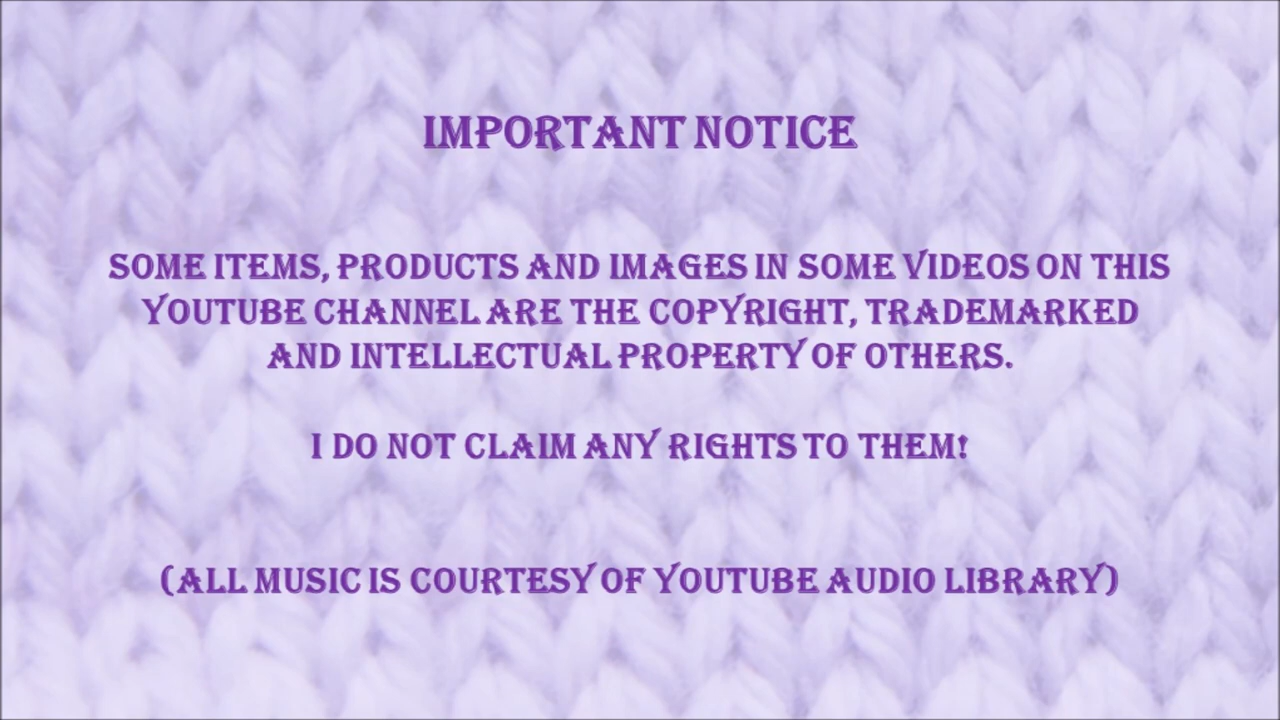 IMPORTANT NOTICE
SOME ITEMS, PRODUCTS AND IMAGES IN SOME VIDEOS ON THIS
YOUTUBE CHANNEL ARE THE COPYRIGHT, TRADEMARKED
AND INTELLECTUAL PROPERTY OF OTHERS.
I DO NOT CLAIM ANY RIGHTS TO THEM!
(ALL MUSIC IS COURTESY OF YOUTUBE AUDIO LIBRARY)